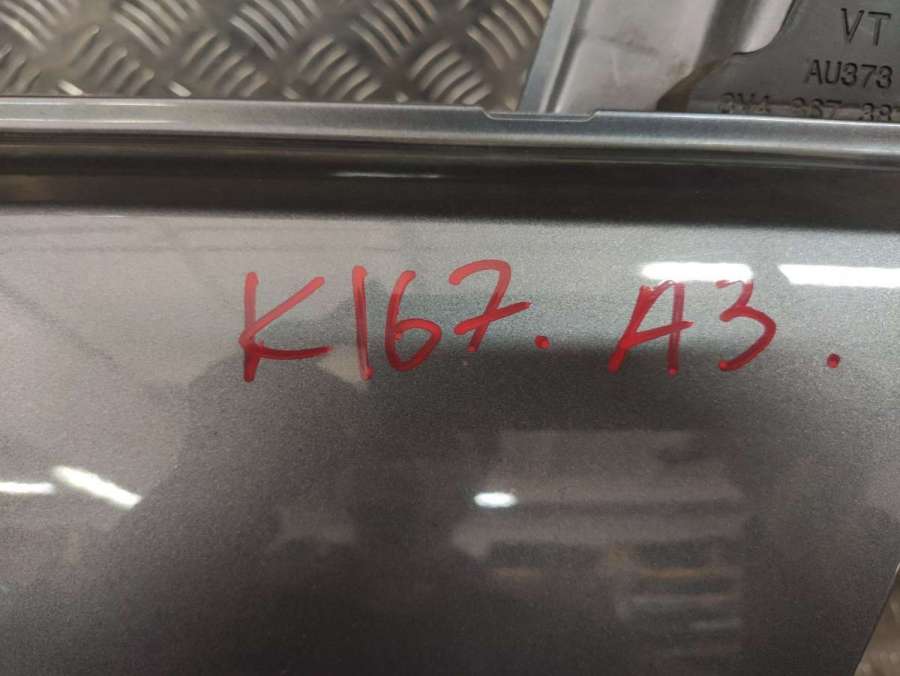 VT
AU373
K167. A3.